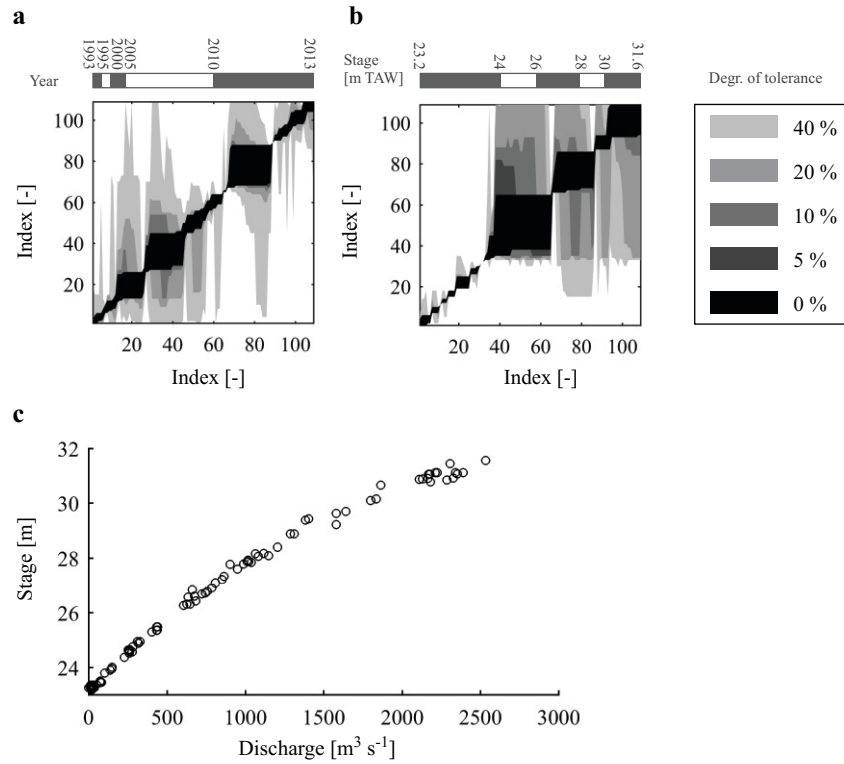 a
b
1993
1995
2000
2005
2010
2013
Year
Stage
[m TAW]
23.2
24
26
28
30
31.6
Degr. of tolerance
40 %
20 %
10 %
5 %
0 %
Index [-]
100
80
60
40
20
20 40 60 80 100
Index [-]
Index [-]
100
80
60
40
20
20 40 60 80 100
Index [-]
c
Stage [m]
32
30
28
26
24
0 500 1000 1500 2000 2500 3000
Discharge [m³ s⁻¹]